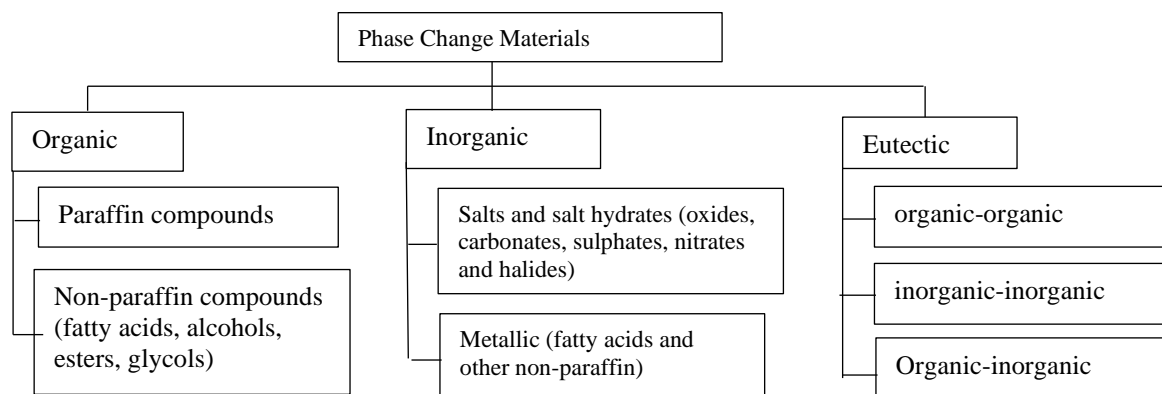 Phase Change Materials
Organic
Paraffin compounds
Non-paraffin compounds
(fatty acids, alcohols,
esters, glycols)
Inorganic
Salts and salt hydrates (oxides,
carbonates, sulphates, nitrates
and halides)
Metallic (fatty acids and
other non-paraffin)
Eutectic
organic-organic
inorganic-inorganic
Organic-inorganic